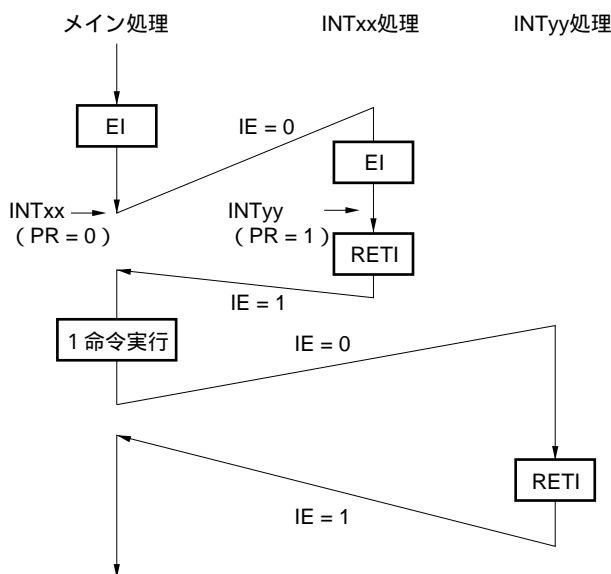 メイン処理
INTxx処理
INTyy処理
EI
IE = 0
EI
INTxx
（PR = 0）
INTyy
（PR = 1）
RETI
IE = 1
1 命令実行
IE = 0
RETI
IE = 1